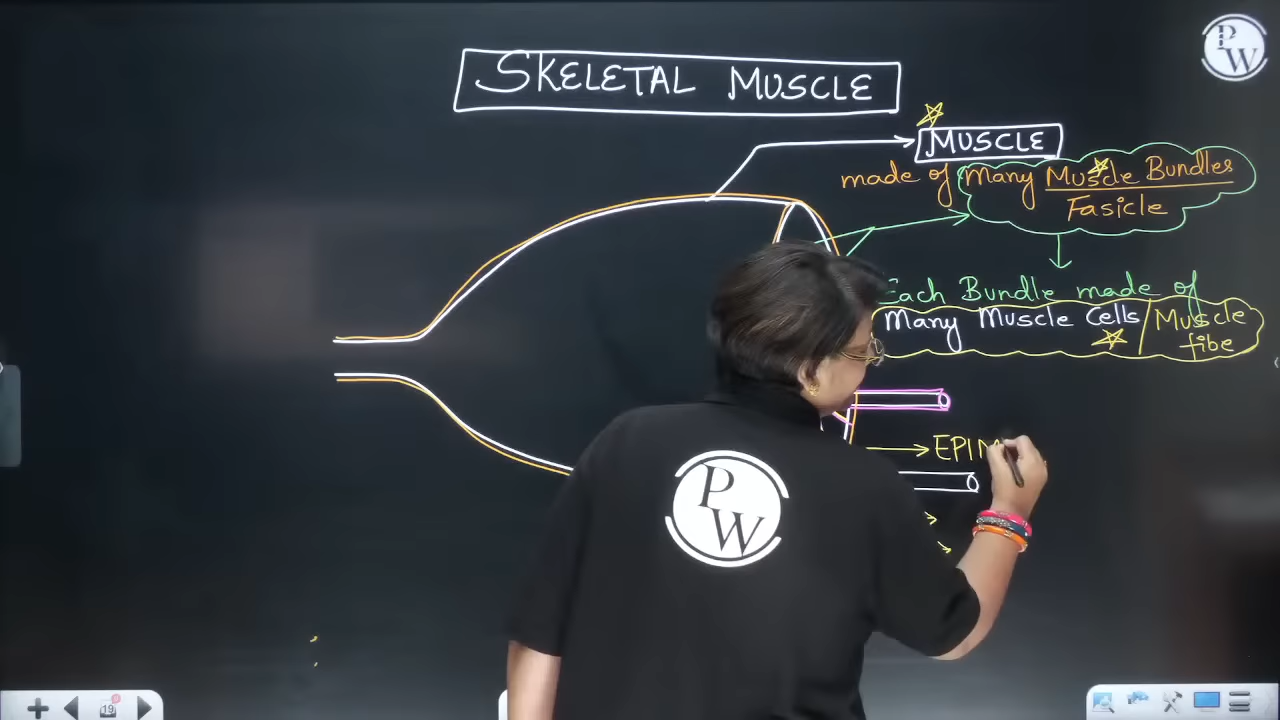 SKELETAL MUSCLE
P
W
MUSCLE
made of Many Muscle Bundles
Fasicle
Each Bundle made of
Many Muscle Cells / Muscle
fibe
EPIM
P
W
19